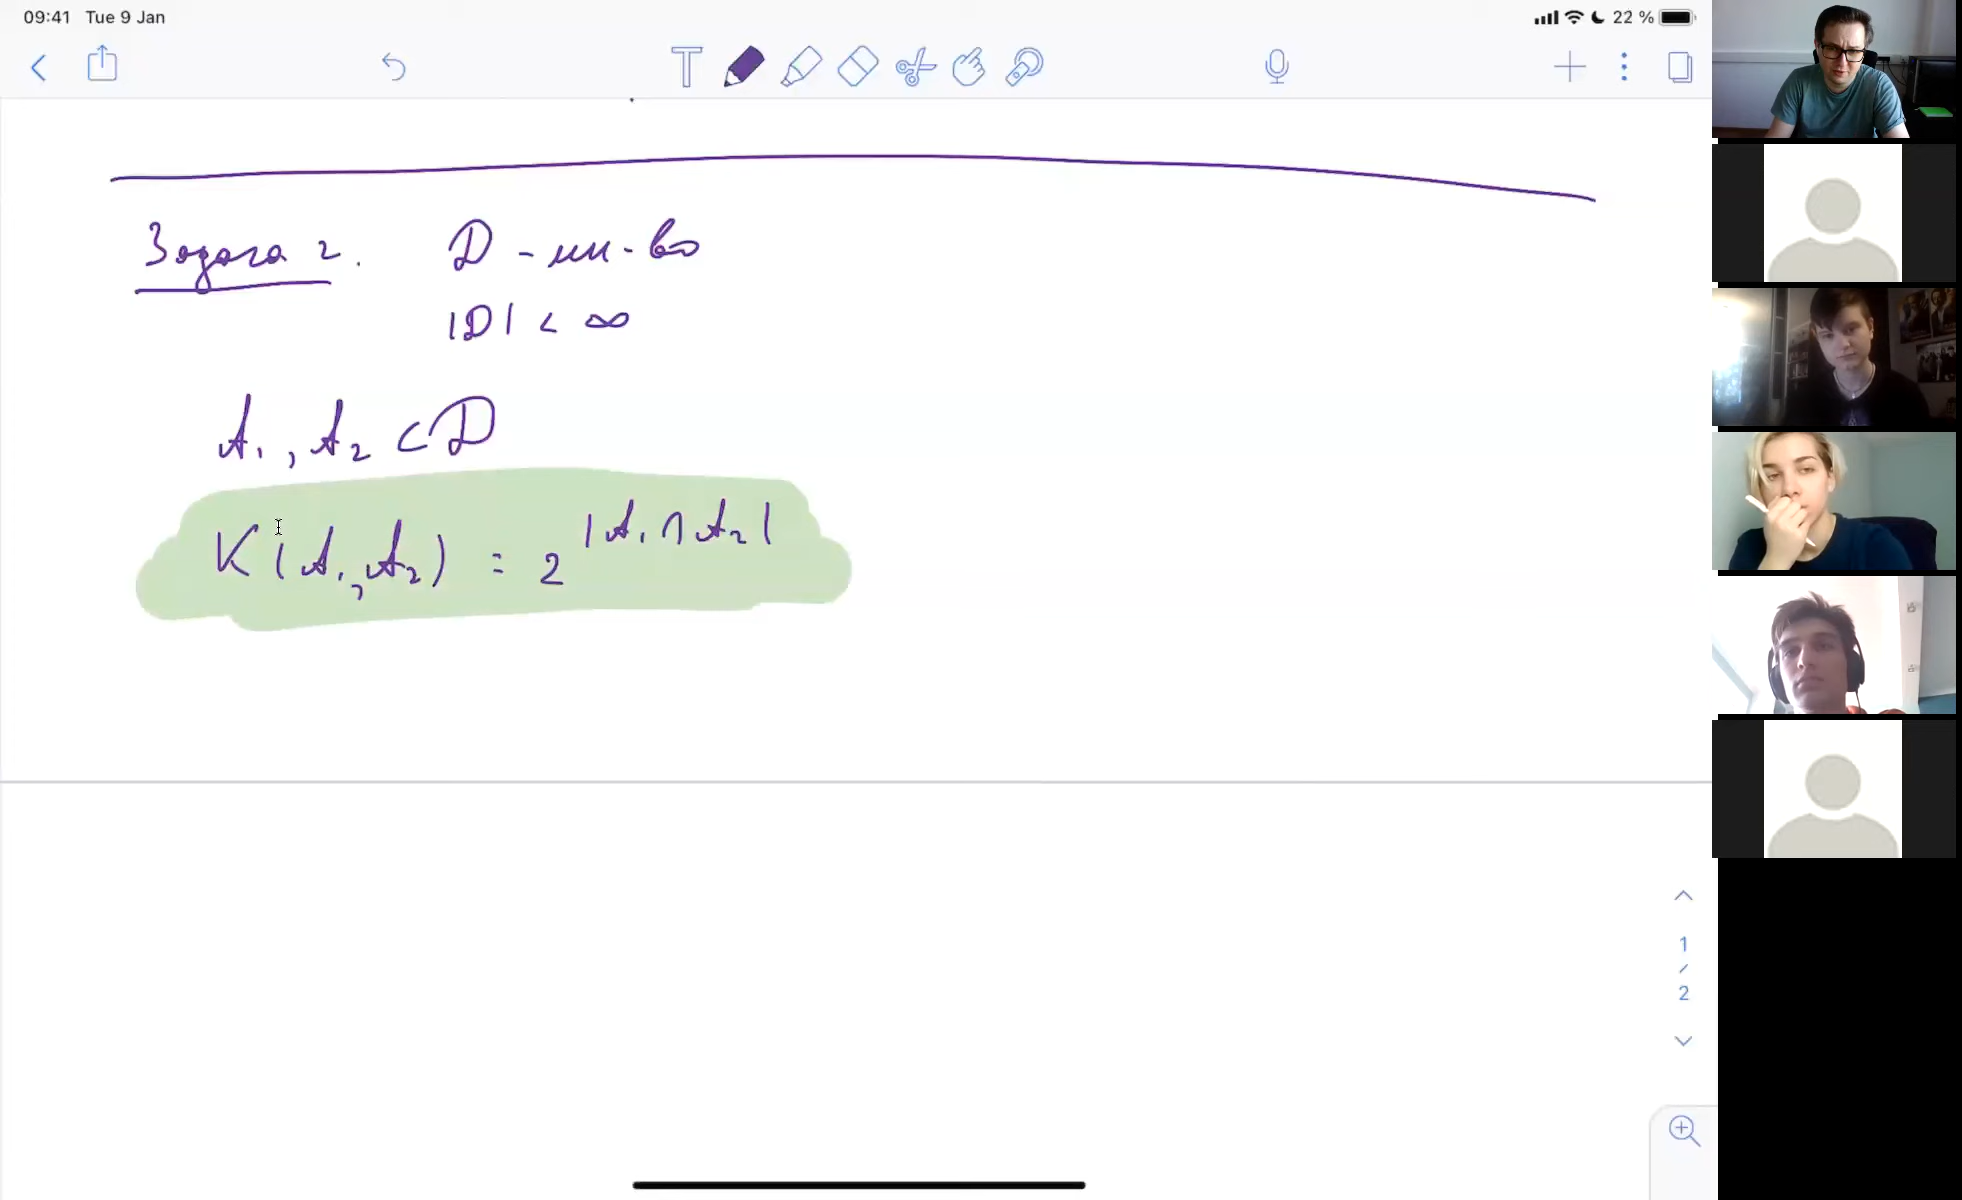 09:41 Tue 9 Jan 22 %
Задача 2. D - мн-во
|D| < ∞
A₁, A₂ ⊂ D
K(A₁, A₂) = 2^|A₁ ∩ A₂|
1
/
2